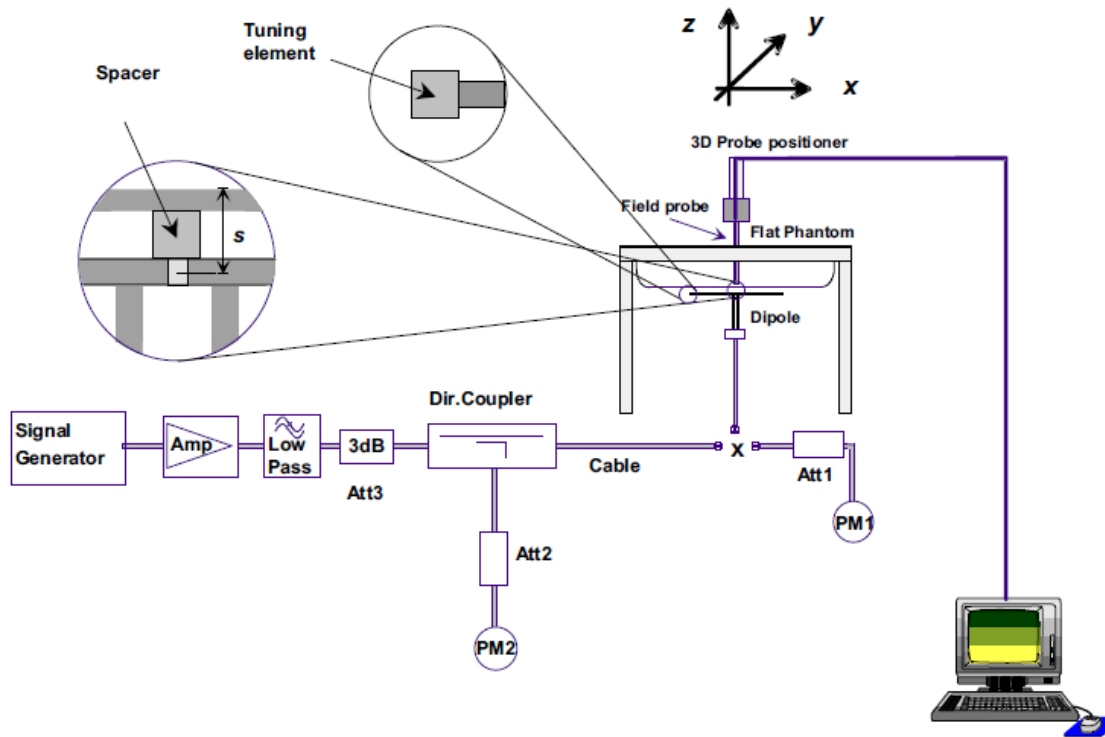 Tuning
element
Spacer
s
z
y
x
3D Probe positioner
Field probe
Flat Phantom
Dipole
Dir.Coupler
Signal
Generator
Amp
Low
Pass
3dB
Att3
Cable
X
Att1
PM1
Att2
PM2